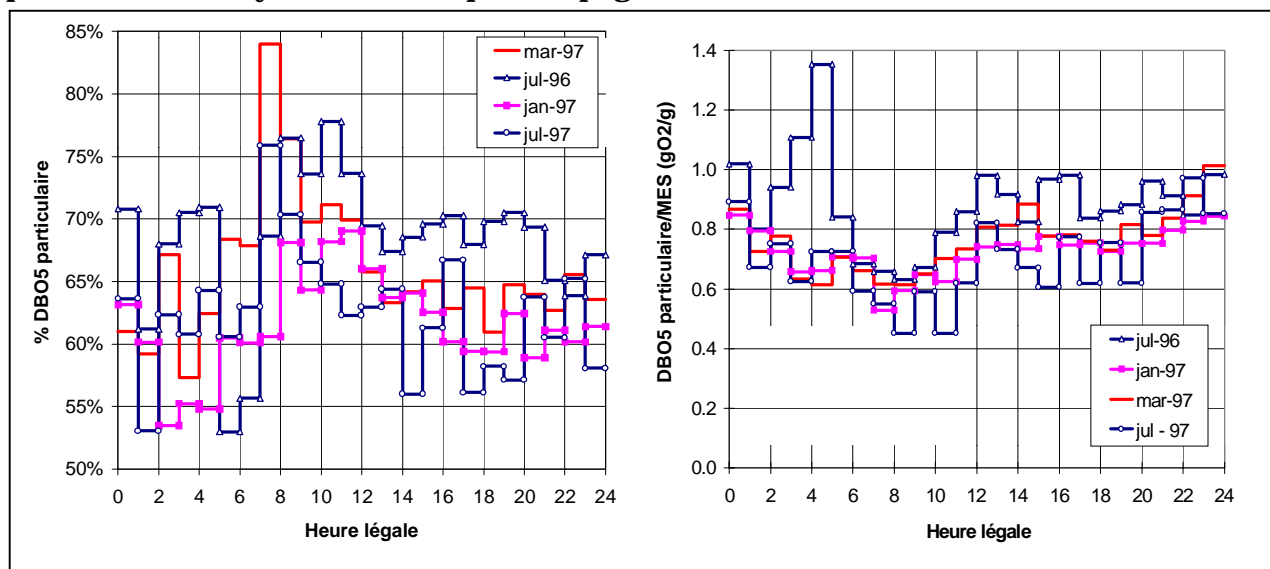 % DBO5 particulaire
85%
80%
75%
70%
65%
60%
55%
50%
0 2 4 6 8 10 12 14 16 18 20 22 24
Heure légale
mar-97
jul-96
jan-97
jul-97
DBO5 particulaire/MES (gO2/g)
1.4
1.2
1.0
0.8
0.6
0.4
0.2
0.0
0 2 4 6 8 10 12 14 16 18 20 22 24
Heure légale
jul-96
jan-97
mar-97
jul - 97